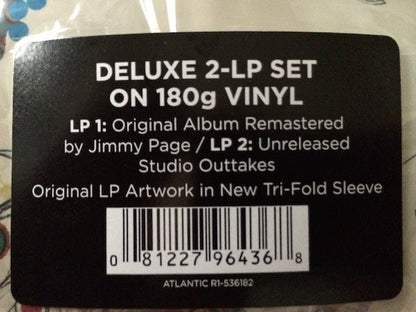 DELUXE 2-LP SET
ON 180g VINYL
LP 1: Original Album Remastered
by Jimmy Page / LP 2: Unreleased
Studio Outtakes
Original LP Artwork in New Tri-Fold Sleeve
0 81227 96436 8
ATLANTIC R1-536182